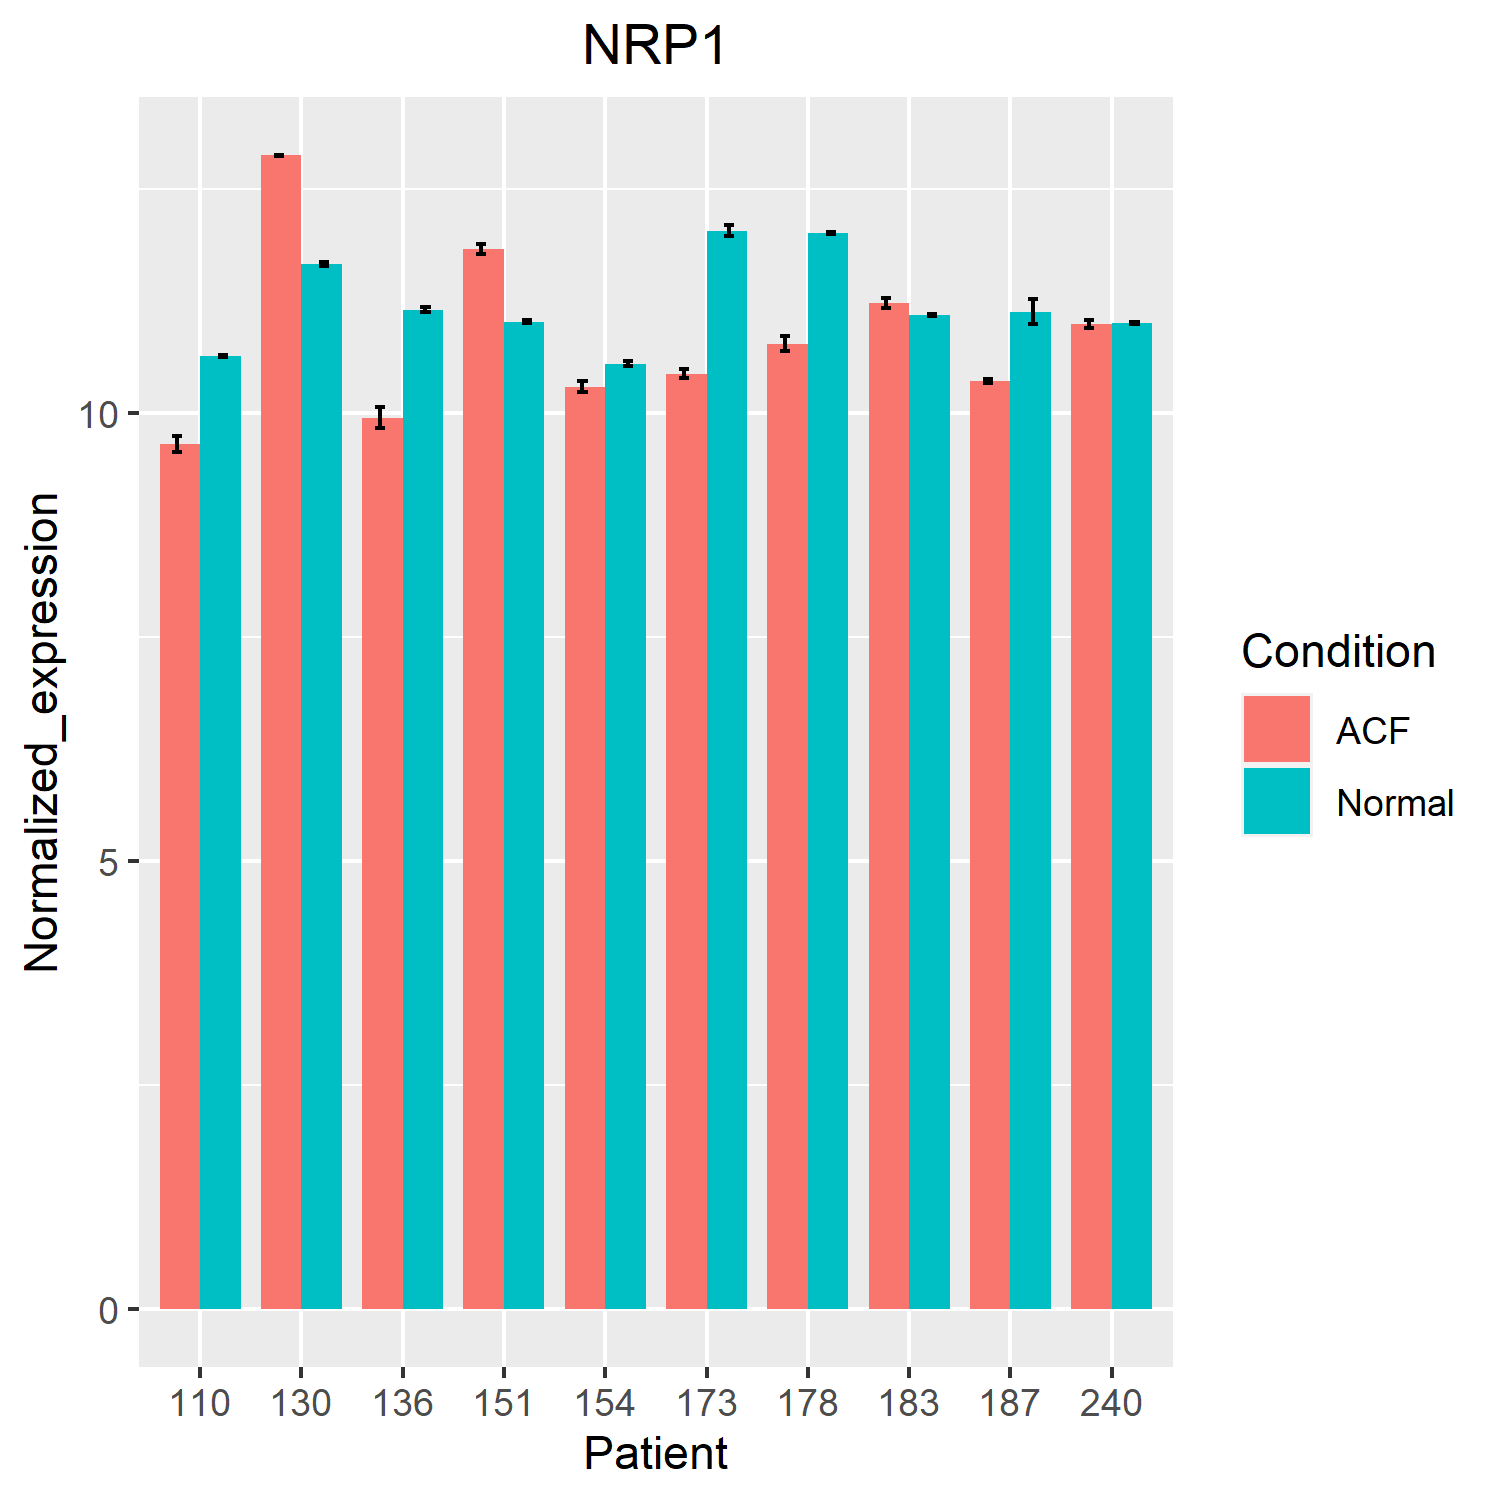 NRP1
Normalized_expression
10
5
0
110 130 136 151 154 173 178 183 187 240
Patient
Condition
ACF
Normal